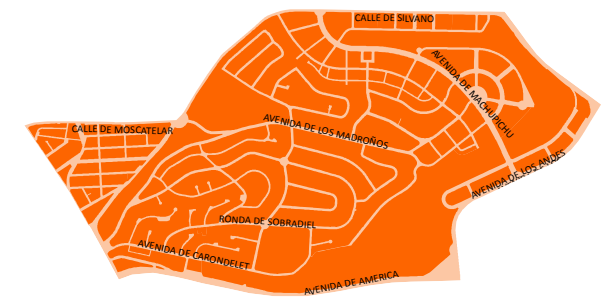 CALLE DE SILVANO
AVENIDA DE MACHUPICHU
CALLE DE MOSCATELAR
AVENIDA DE LOS MADROÑOS
AVENIDA DE LOS ANDES
RONDA DE SOBRADIEL
AVENIDA DE CARONDELET
AVENIDA DE AMERICA